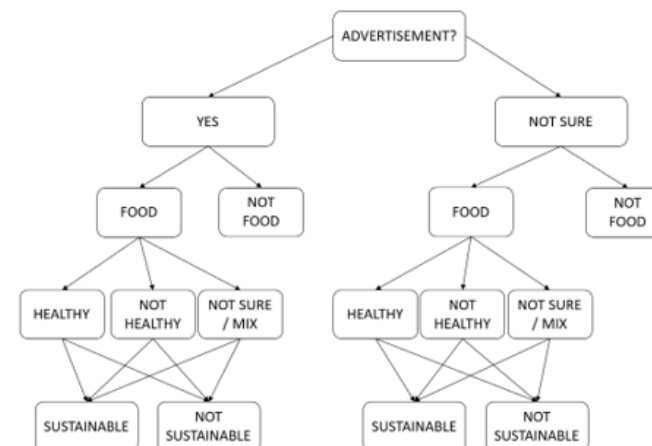 ADVERTISEMENT?
YES
NOT SURE
FOOD
NOT
FOOD
FOOD
NOT
FOOD
HEALTHY
NOT
HEALTHY
NOT SURE
/ MIX
HEALTHY
NOT
HEALTHY
NOT SURE
/ MIX
SUSTAINABLE
NOT
SUSTAINABLE
SUSTAINABLE
NOT
SUSTAINABLE